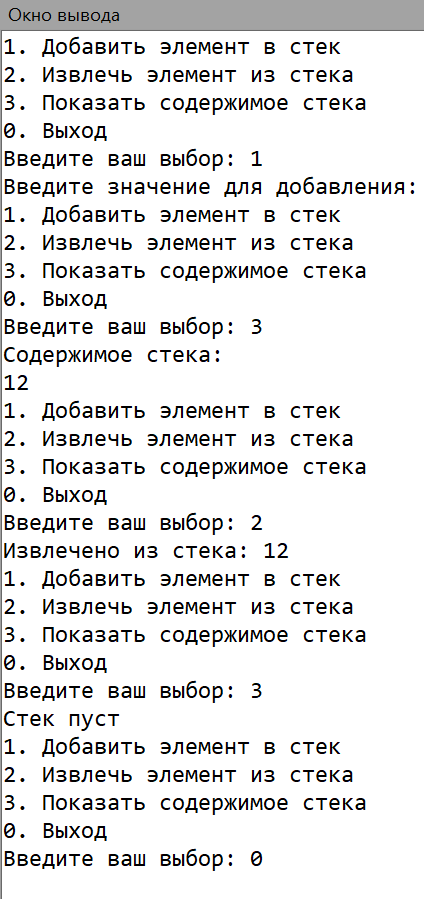 Окно вывода
1. Добавить элемент в стек
2. Извлечь элемент из стека
3. Показать содержимое стека
0. Выход
Введите ваш выбор: 1
Введите значение для добавления:
1. Добавить элемент в стек
2. Извлечь элемент из стека
3. Показать содержимое стека
0. Выход
Введите ваш выбор: 3
Содержимое стека:
12
1. Добавить элемент в стек
2. Извлечь элемент из стека
3. Показать содержимое стека
0. Выход
Введите ваш выбор: 2
Извлечено из стека: 12
1. Добавить элемент в стек
2. Извлечь элемент из стека
3. Показать содержимое стека
0. Выход
Введите ваш выбор: 3
Стек пуст
1. Добавить элемент в стек
2. Извлечь элемент из стека
3. Показать содержимое стека
0. Выход
Введите ваш выбор: 0